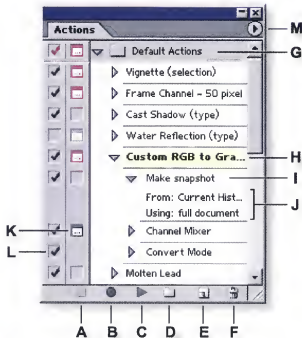 Actions
M
Default Actions
G
Vignette (selection)
Frame Channel - 50 pixel
Cast Shadow (type)
Water Reflection (type)
Custom RGB to Gra...
H
Make snapshot
I
From: Current Hist...
Using: full document
J
K
Channel Mixer
L
Convert Mode
Molten Lead
A B C D E F